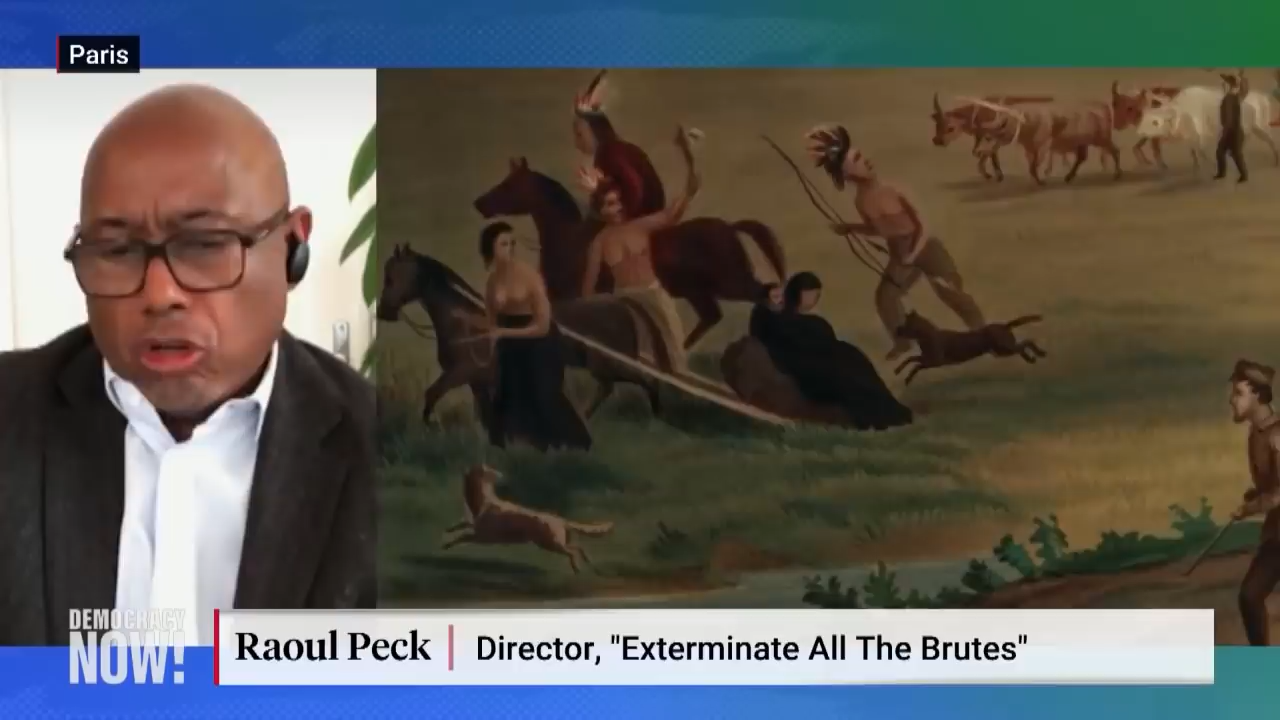 Paris
DEMOCRACY
NOW!
Raoul Peck | Director, "Exterminate All The Brutes"